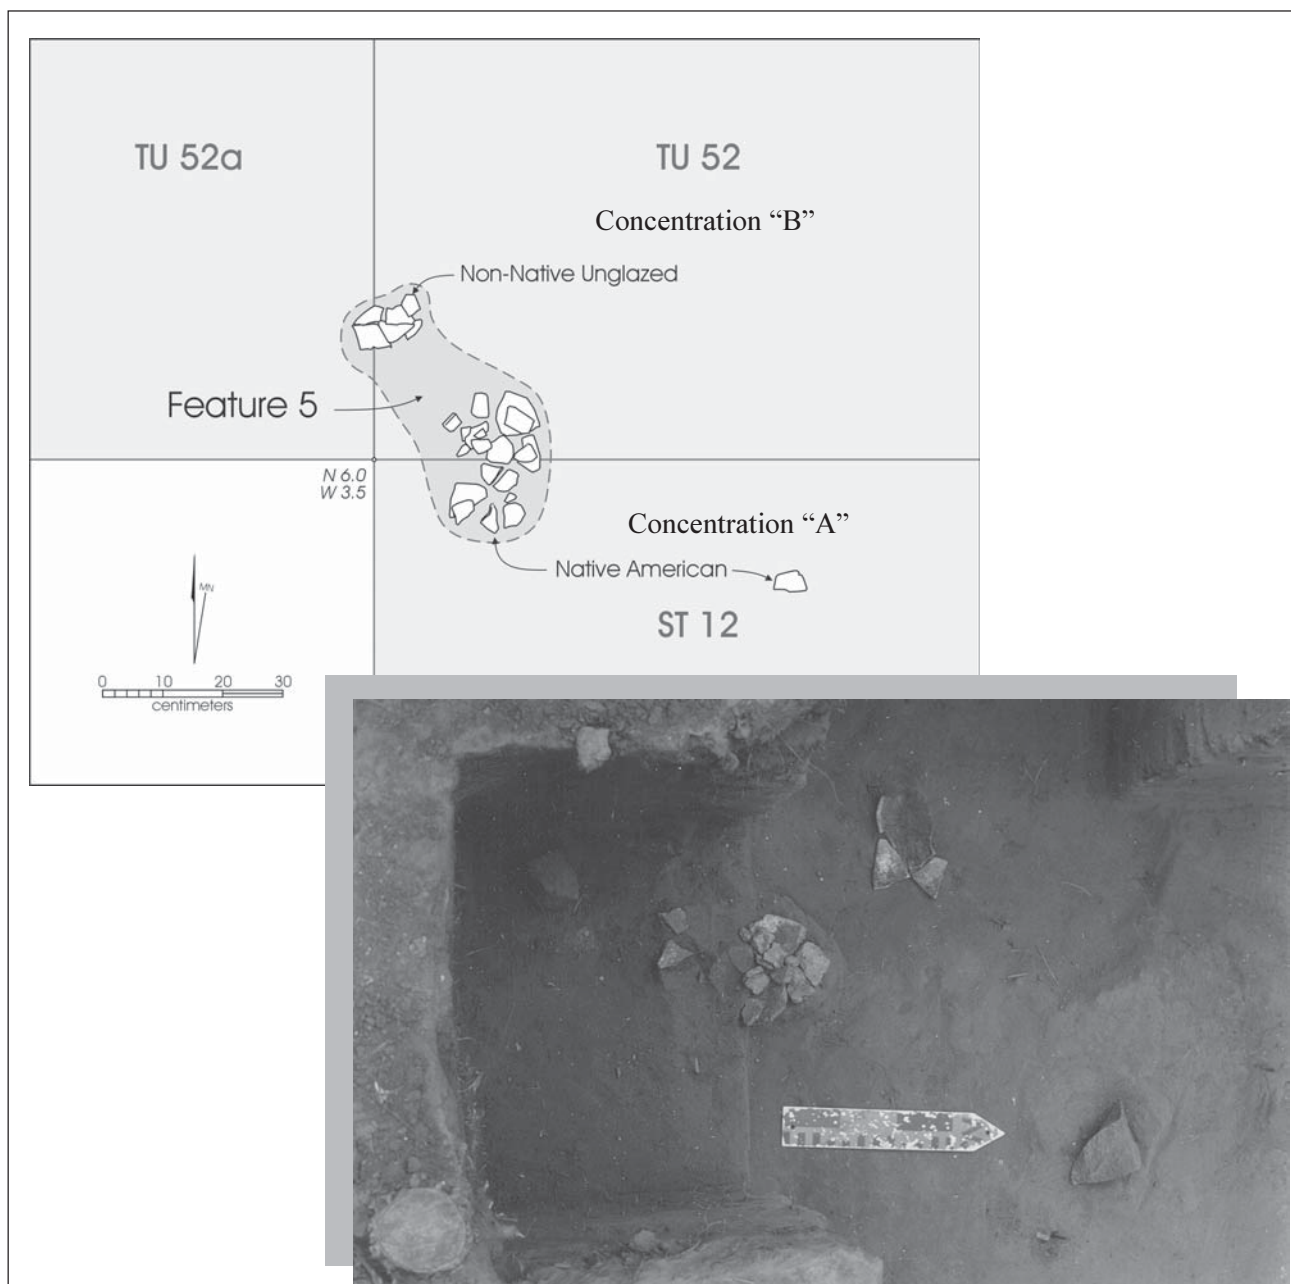 TU 52a
TU 52
Concentration “B”
Non-Native Unglazed
Feature 5
N 6.0
W 3.5
Concentration “A”
Native American
ST 12
MN
0 10 20 30
centimeters